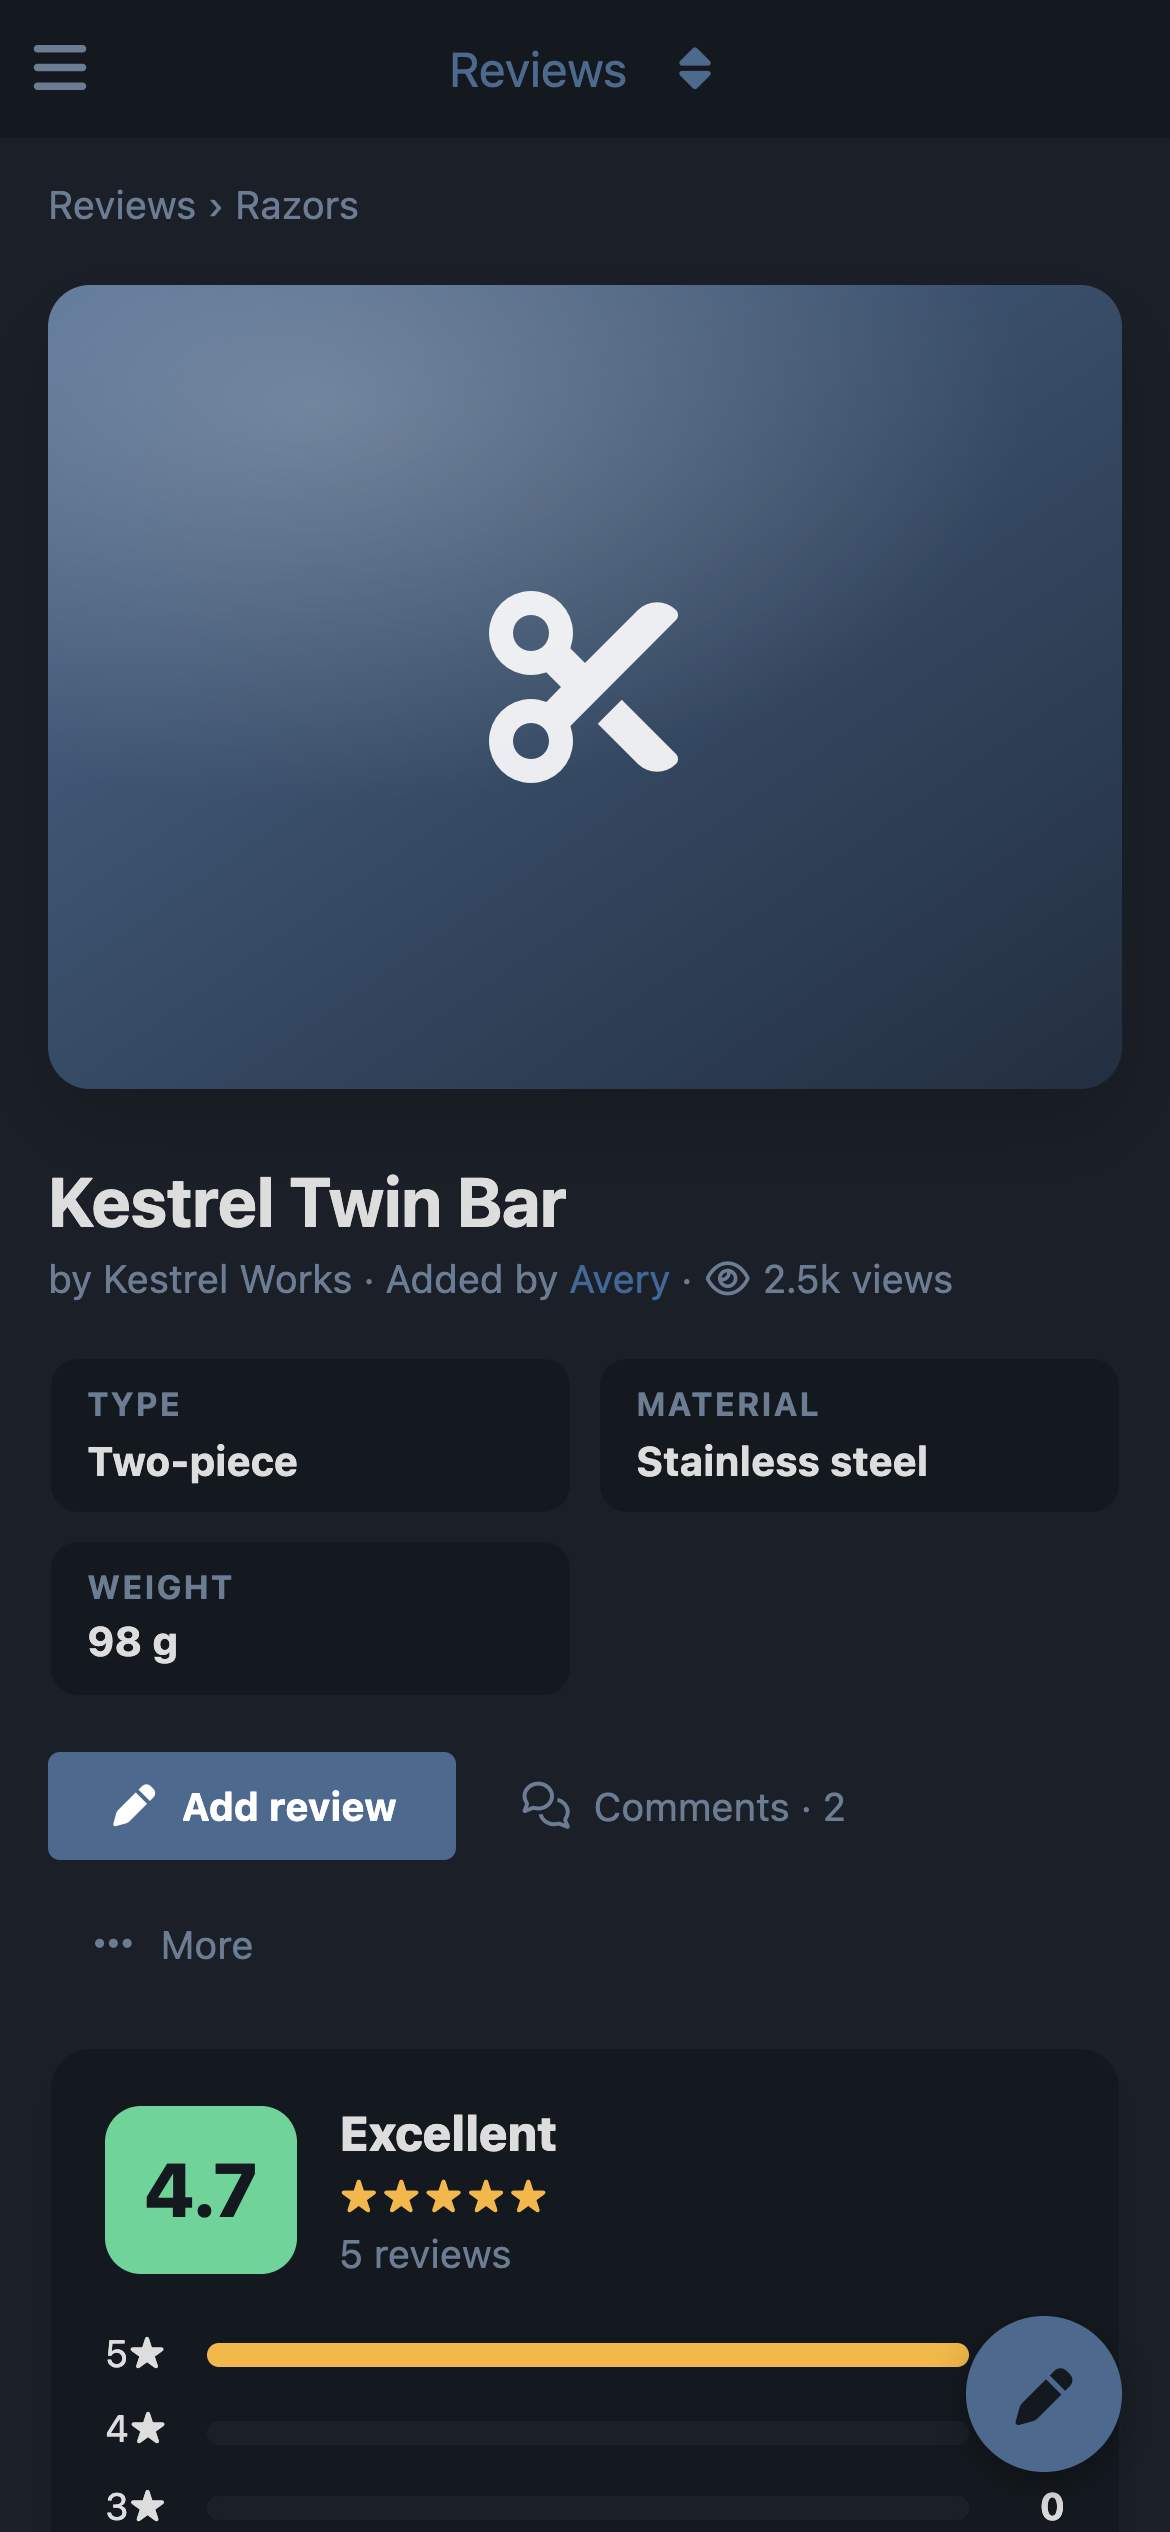 Reviews
Reviews › Razors
Kestrel Twin Bar
by Kestrel Works · Added by Avery · 2.5k views
TYPE
Two-piece
MATERIAL
Stainless steel
WEIGHT
98 g
Add review
Comments · 2
More
4.7
Excellent
★★★★★
5 reviews
5★
4★
3★ 0